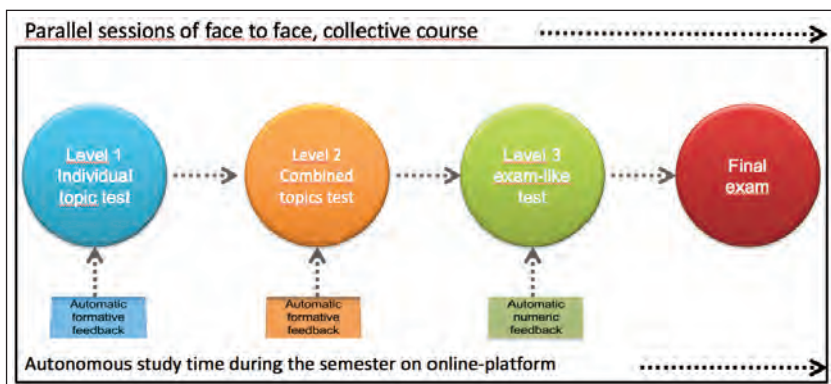 Parallel sessions of face to face, collective course
Level 1
Individual
topic test
Level 2
Combined
topics test
Level 3
exam-like
test
Final
exam
Automatic
formative
feedback
Automatic
formative
feedback
Automatic
numeric
feedback
Autonomous study time during the semester on online-platform